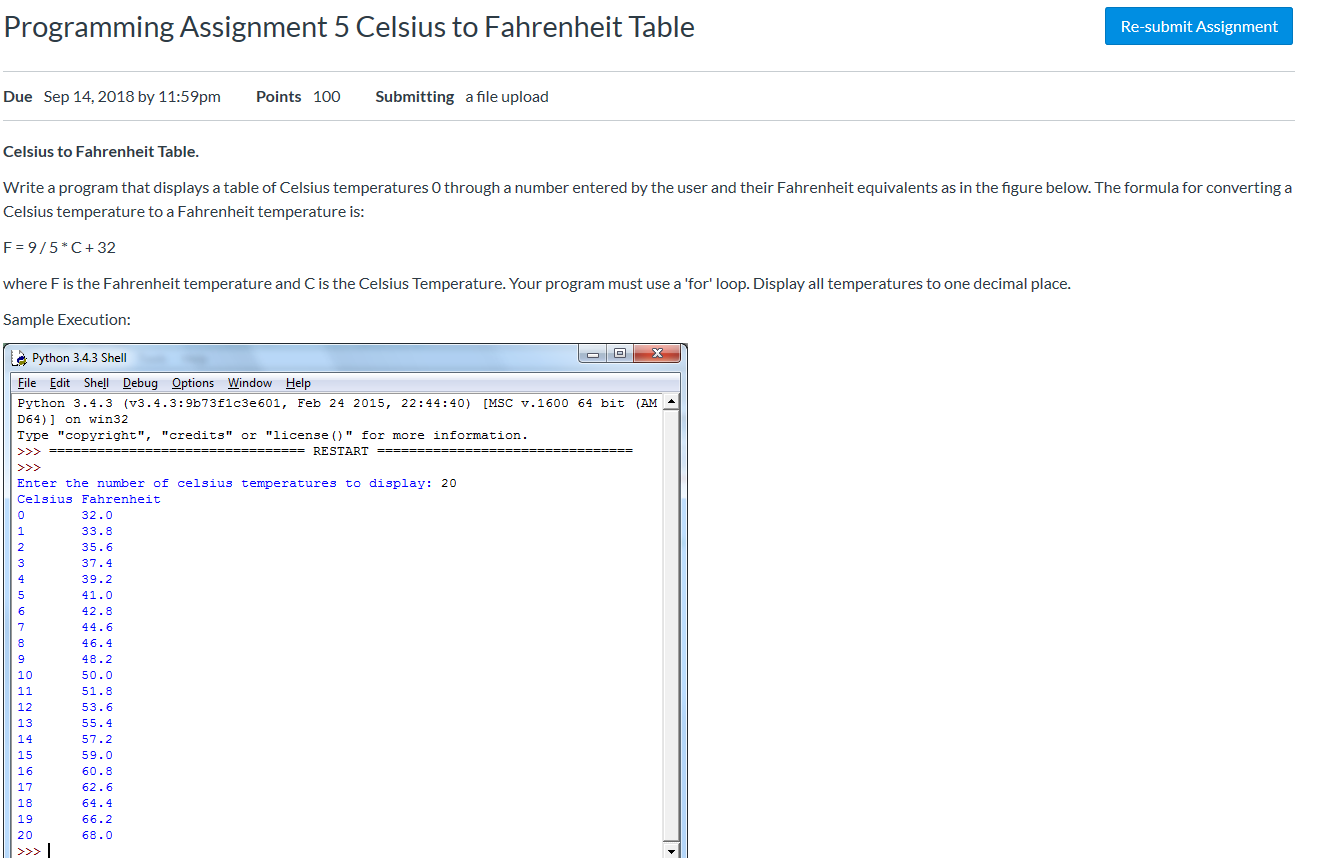 Programming Assignment 5 Celsius to Fahrenheit Table
Re-submit Assignment
Due Sep 14, 2018 by 11:59pm Points 100 Submitting a file upload
Celsius to Fahrenheit Table.
Write a program that displays a table of Celsius temperatures 0 through a number entered by the user and their Fahrenheit equivalents as in the figure below. The formula for converting a
Celsius temperature to a Fahrenheit temperature is:
F = 9 / 5 * C + 32
where F is the Fahrenheit temperature and C is the Celsius Temperature. Your program must use a 'for' loop. Display all temperatures to one decimal place.
Sample Execution:
Python 3.4.3 Shell
File Edit Shell Debug Options Window Help
Python 3.4.3 (v3.4.3:9b73f1c3e601, Feb 24 2015, 22:44:40) [MSC v.1600 64 bit (AM
D64)] on win32
Type "copyright", "credits" or "license()" for more information.
>>> ================================ RESTART ================================
>>>
Enter the number of celsius temperatures to display: 20
Celsius Fahrenheit
0 32.0
1 33.8
2 35.6
3 37.4
4 39.2
5 41.0
6 42.8
7 44.6
8 46.4
9 48.2
10 50.0
11 51.8
12 53.6
13 55.4
14 57.2
15 59.0
16 60.8
17 62.6
18 64.4
19 66.2
20 68.0
>>>